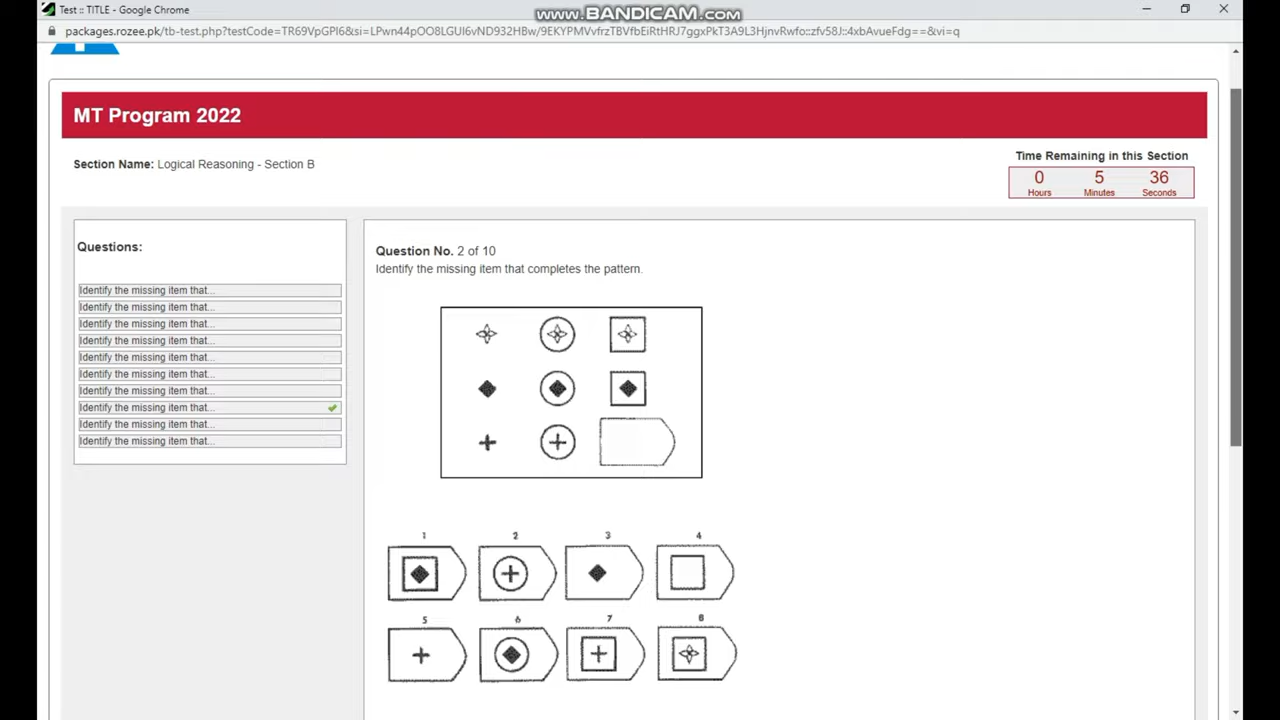 Test :: TITLE - Google Chrome
www.BANDICAM.com
packages.rozee.pk/tb-test.php?testCode=TR69VpGPI6&si=LPwn44pOO8LGUI6vND932HBw/9EKYPMVvfrzTBVfbEiRtHRJ7ggxPkT3A9L3HjnvRwfo::zfv58J::4xbAvueFdg==&vi=q
MT Program 2022
Section Name: Logical Reasoning - Section B
Time Remaining in this Section
0 5 36
Hours Minutes Seconds
Questions:
Identify the missing item that...
Identify the missing item that...
Identify the missing item that...
Identify the missing item that...
Identify the missing item that...
Identify the missing item that...
Identify the missing item that...
Identify the missing item that...
Identify the missing item that...
Identify the missing item that...
Question No. 2 of 10
Identify the missing item that completes the pattern.
1 2 3 4
5 6 7 8